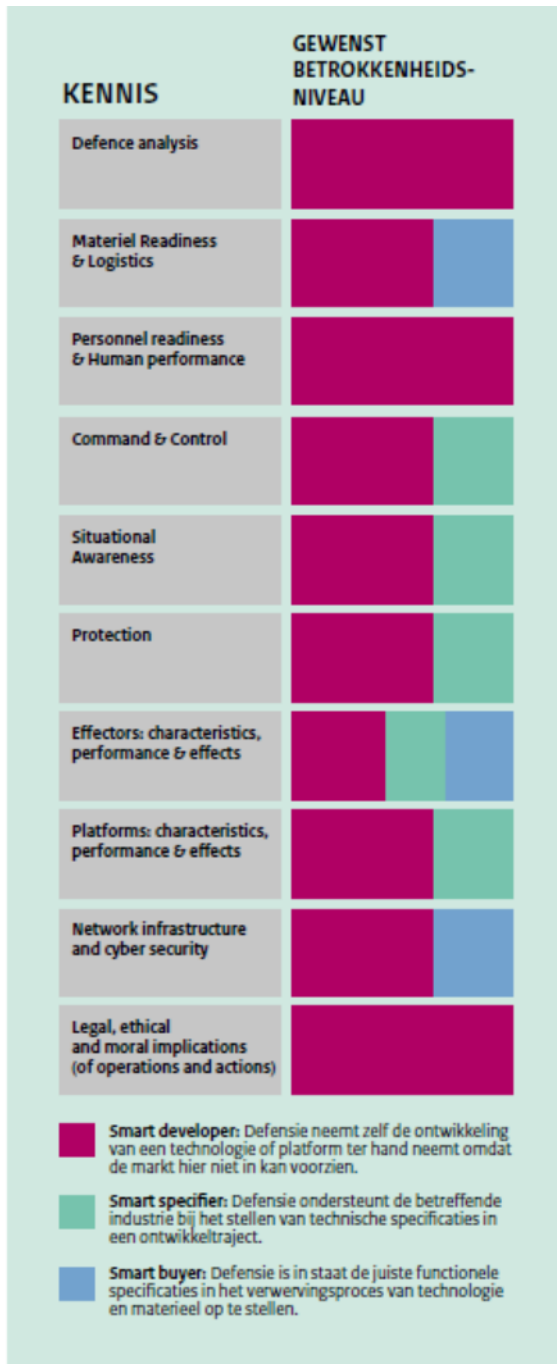 KENNIS
GEWENST
BETROKKENHEIDS-
NIVEAU
Defence analysis
Materiel Readiness
& Logistics
Personnel readiness
& Human performance
Command & Control
Situational
Awareness
Protection
Effectors: characteristics,
performance & effects
Platforms: characteristics,
performance & effects
Network infrastructure
and cyber security
Legal, ethical
and moral implications
(of operations and actions)
Smart developer: Defensie neemt zelf de ontwikkeling
van een technologie of platform ter hand neemt omdat
de markt hier niet in kan voorzien.
Smart specifier: Defensie ondersteunt de betreffende
industrie bij het stellen van technische specificaties in
een ontwikkeltraject.
Smart buyer: Defensie is in staat de juiste functionele
specificaties in het verwervingsproces van technologie
en materieel op te stellen.